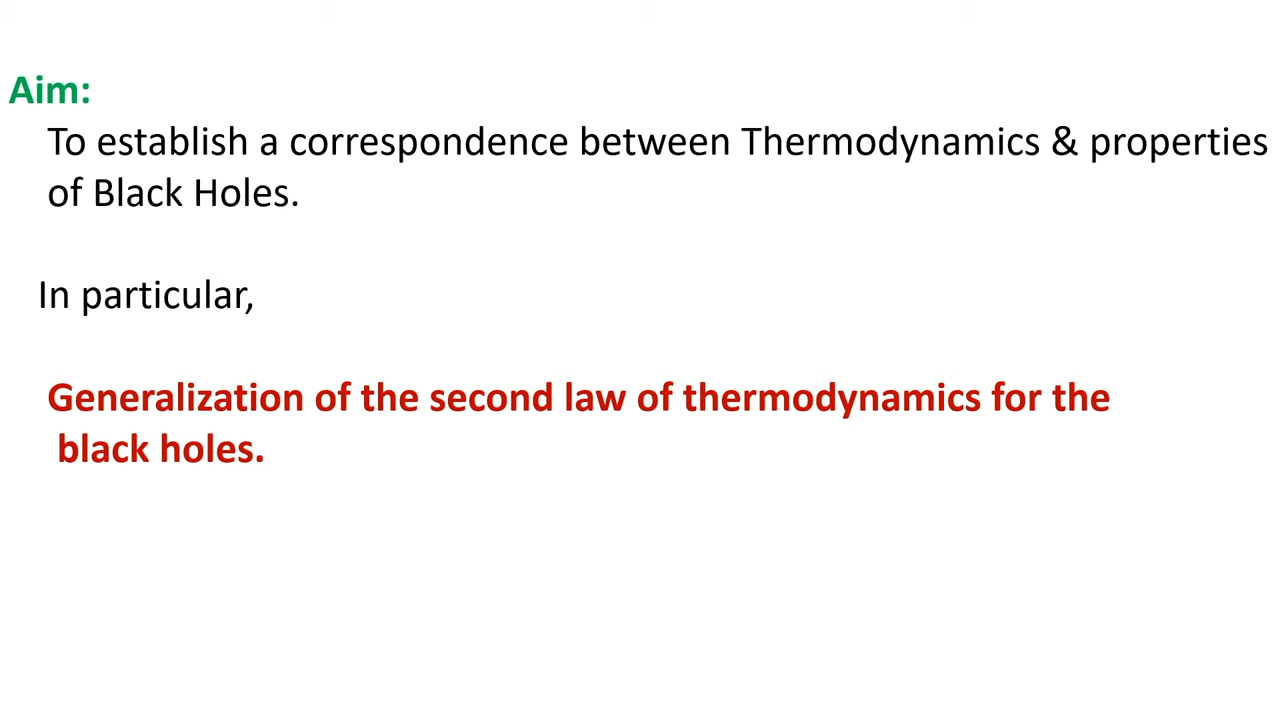 Aim:
To establish a correspondence between Thermodynamics & properties
of Black Holes.
In particular,
Generalization of the second law of thermodynamics for the
black holes.